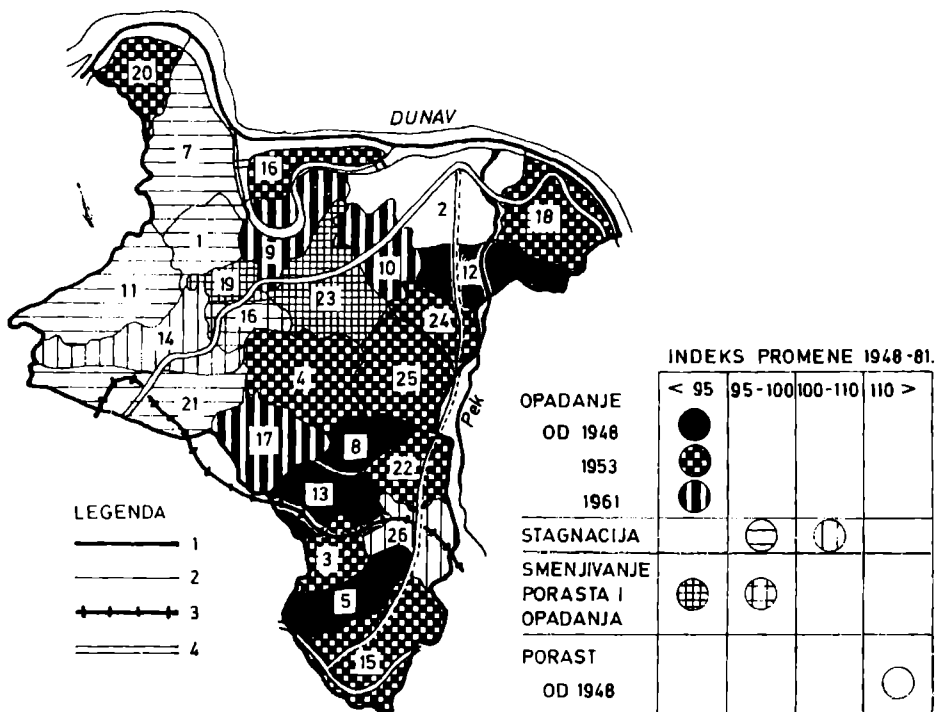 20
DUNAV
7
16
2
18
1
9
10
12
11
19
23
16
24
14
4
25
21
Pek
17
8
22
13
26
3
5
15
LEGENDA
1
2
3
4
INDEKS PROMENE 1948-81.
< 95 95-100 100-110 110 >
OPADANJE
OD 1948
1953
1961
STAGNACIJA
SMENJIVANJE
PORASTA I
OPADANJA
PORAST
OD 1948